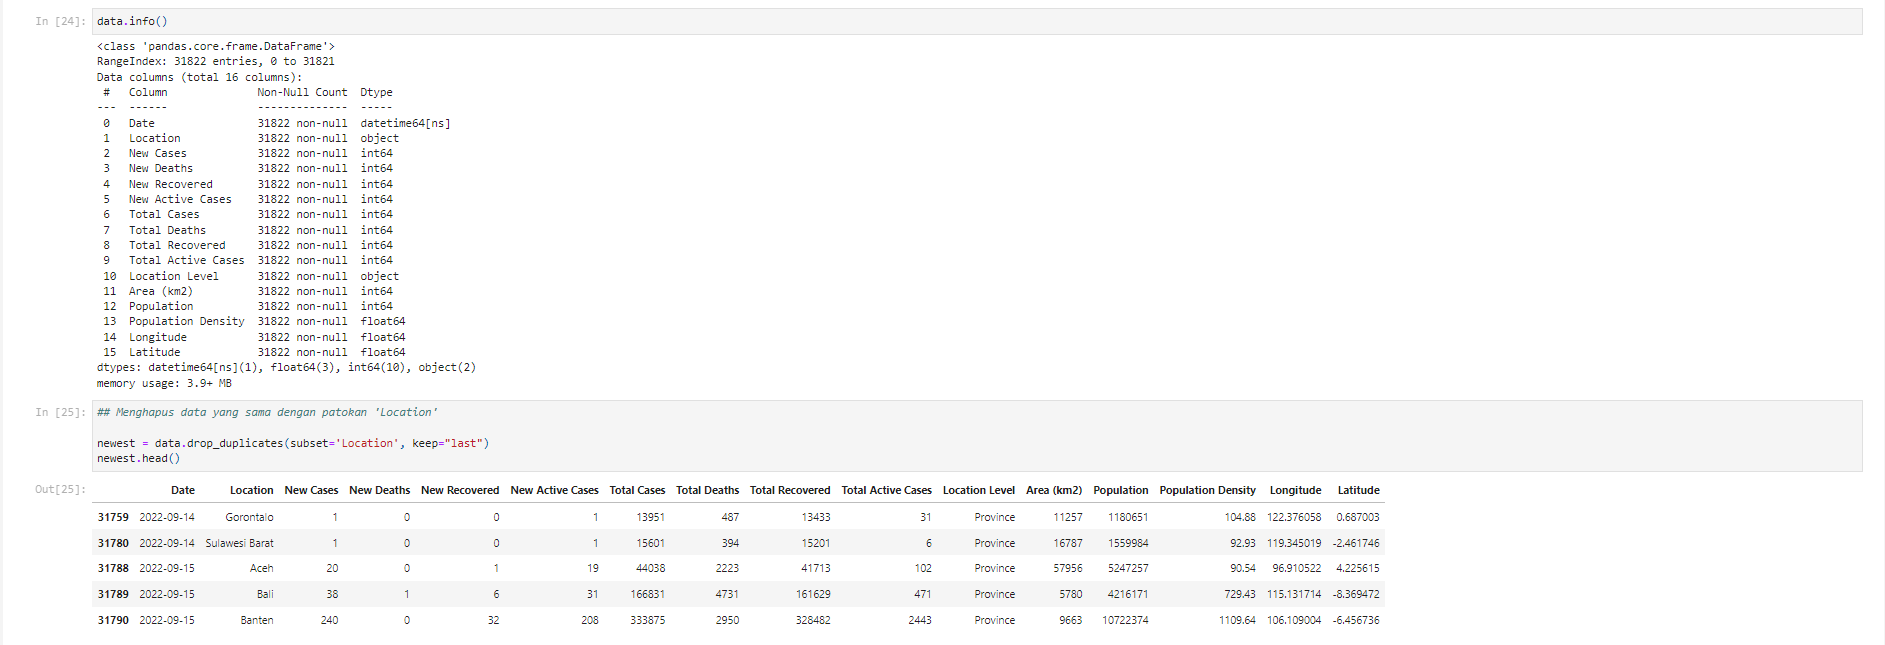 In [24]: data.info()
<class 'pandas.core.frame.DataFrame'>
RangeIndex: 31822 entries, 0 to 31821
Data columns (total 16 columns):
 #   Column               Non-Null Count  Dtype
---  ------               --------------  -----
 0   Date                 31822 non-null  datetime64[ns]
 1   Location             31822 non-null  object
 2   New Cases            31822 non-null  int64
 3   New Deaths           31822 non-null  int64
 4   New Recovered        31822 non-null  int64
 5   New Active Cases     31822 non-null  int64
 6   Total Cases          31822 non-null  int64
 7   Total Deaths         31822 non-null  int64
 8   Total Recovered      31822 non-null  int64
 9   Total Active Cases   31822 non-null  int64
 10  Location Level       31822 non-null  object
 11  Area (km2)           31822 non-null  int64
 12  Population           31822 non-null  int64
 13  Population Density   31822 non-null  float64
 14  Longitude            31822 non-null  float64
 15  Latitude             31822 non-null  float64
dtypes: datetime64[ns](1), float64(3), int64(10), object(2)
memory usage: 3.9+ MB
In [25]: ## Menghapus data yang sama dengan patokan 'Location'
newest = data.drop_duplicates(subset='Location', keep="last")
newest.head()
Out[25]: Date Location New Cases New Deaths New Recovered New Active Cases Total Cases Total Deaths Total Recovered Total Active Cases Location Level Area (km2) Population Population Density Longitude Latitude
31759 2022-09-14 Gorontalo 1 0 0 1 13951 487 13433 31 Province 11257 1180651 104.88 122.376058 0.687003
31780 2022-09-14 Sulawesi Barat 1 0 0 1 15601 394 15201 6 Province 16787 1559984 92.93 119.345019 -2.461746
31788 2022-09-15 Aceh 20 0 1 19 44038 2223 41713 102 Province 57956 5247257 90.54 96.910522 4.225615
31789 2022-09-15 Bali 38 1 6 31 166831 4731 161629 471 Province 5780 4216171 729.43 115.131714 -8.369472
31790 2022-09-15 Banten 240 0 32 208 333875 2950 328482 2443 Province 9663 10722374 1109.64 106.109004 -6.456736